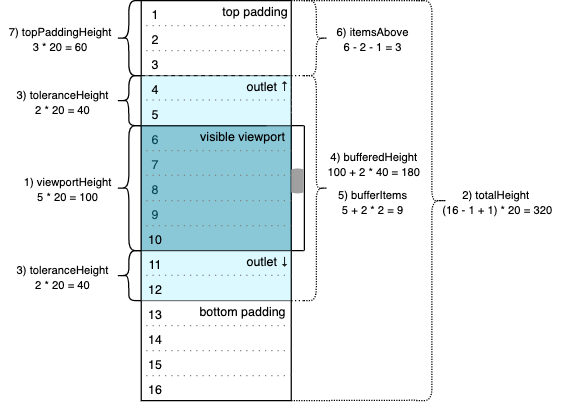 7) topPaddingHeight
3 * 20 = 60
3) toleranceHeight
2 * 20 = 40
1) viewportHeight
5 * 20 = 100
3) toleranceHeight
2 * 20 = 40
1 top padding
2
3
4 outlet ↑
5
6 visible viewport
7
8
9
10
11 outlet ↓
12
13 bottom padding
14
15
16
6) itemsAbove
6 - 2 - 1 = 3
4) bufferedHeight
100 + 2 * 40 = 180
5) bufferItems
5 + 2 * 2 = 9
2) totalHeight
(16 - 1 + 1) * 20 = 320